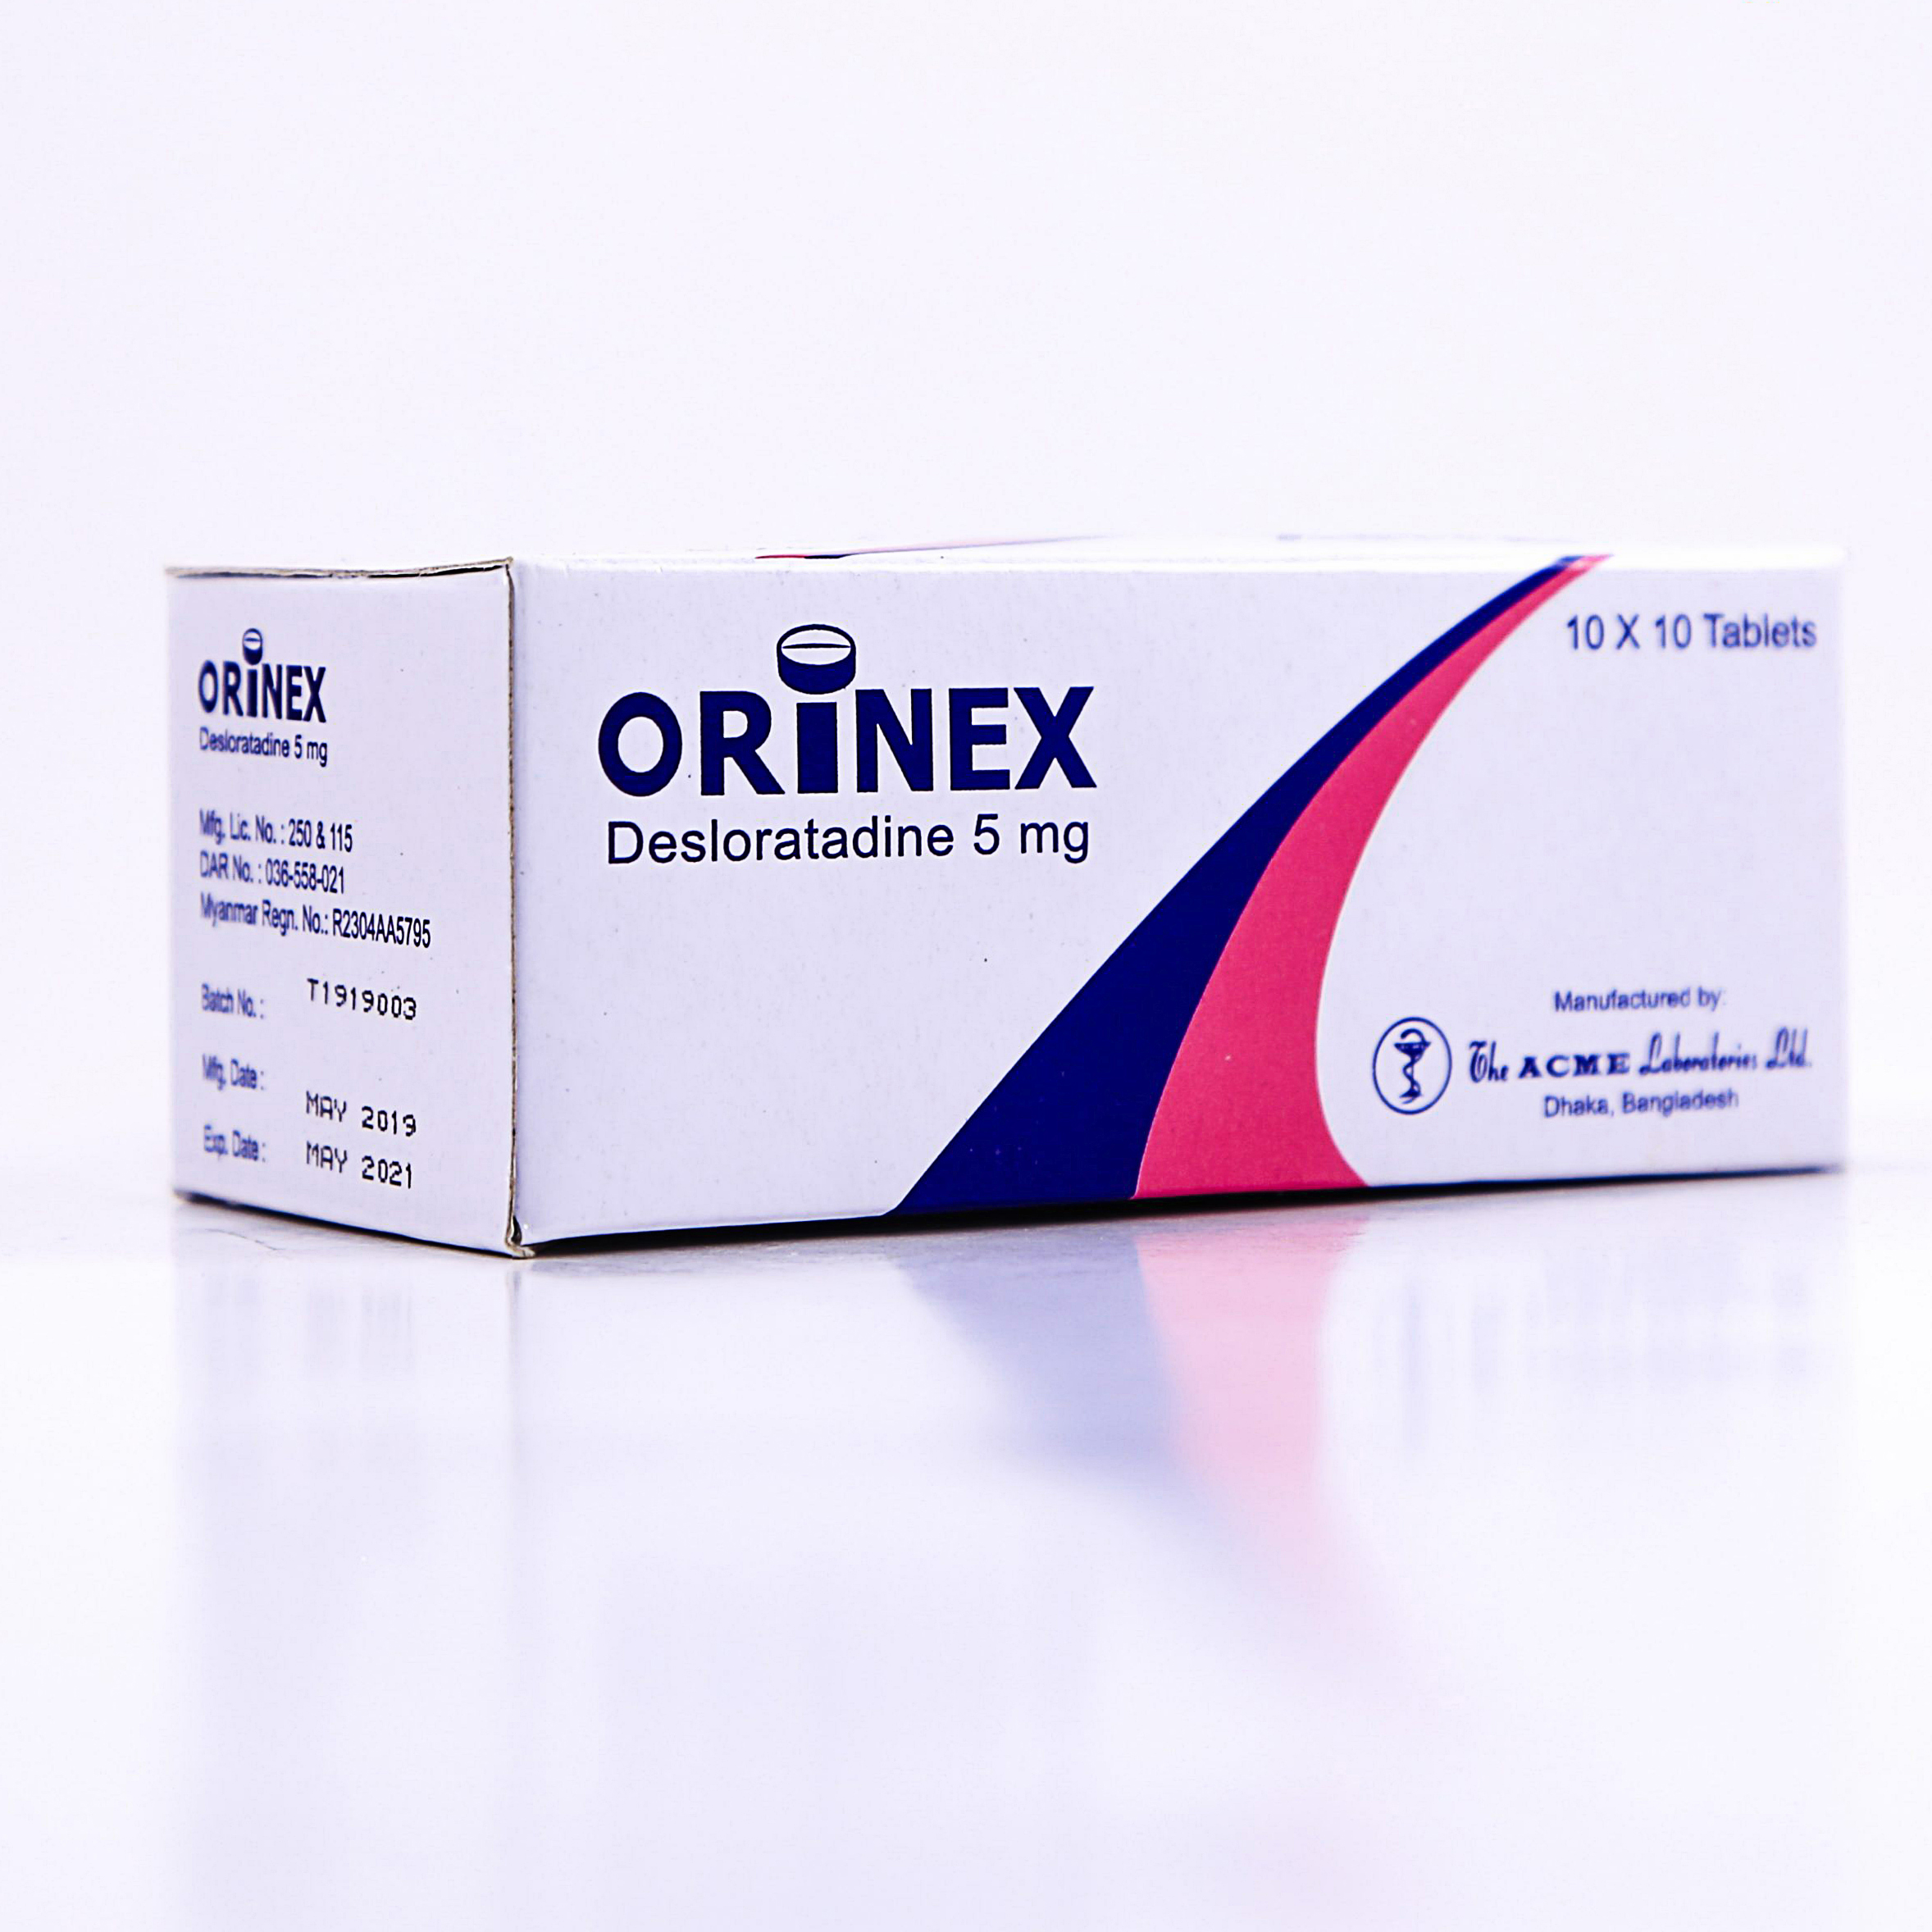 ORiNEX
Desloratadine 5 mg
Mfg. Lic. No. : 250 & 115
DAR No. : 036-558-021
Myanmar Regn. No.: R2304AA5795
Batch No. : T1919003
Mfg. Date : MAY 2019
Exp. Date : MAY 2021
ORiNEX
Desloratadine 5 mg
10 X 10 Tablets
Manufactured by:
The ACME Laboratories Ltd.
Dhaka, Bangladesh